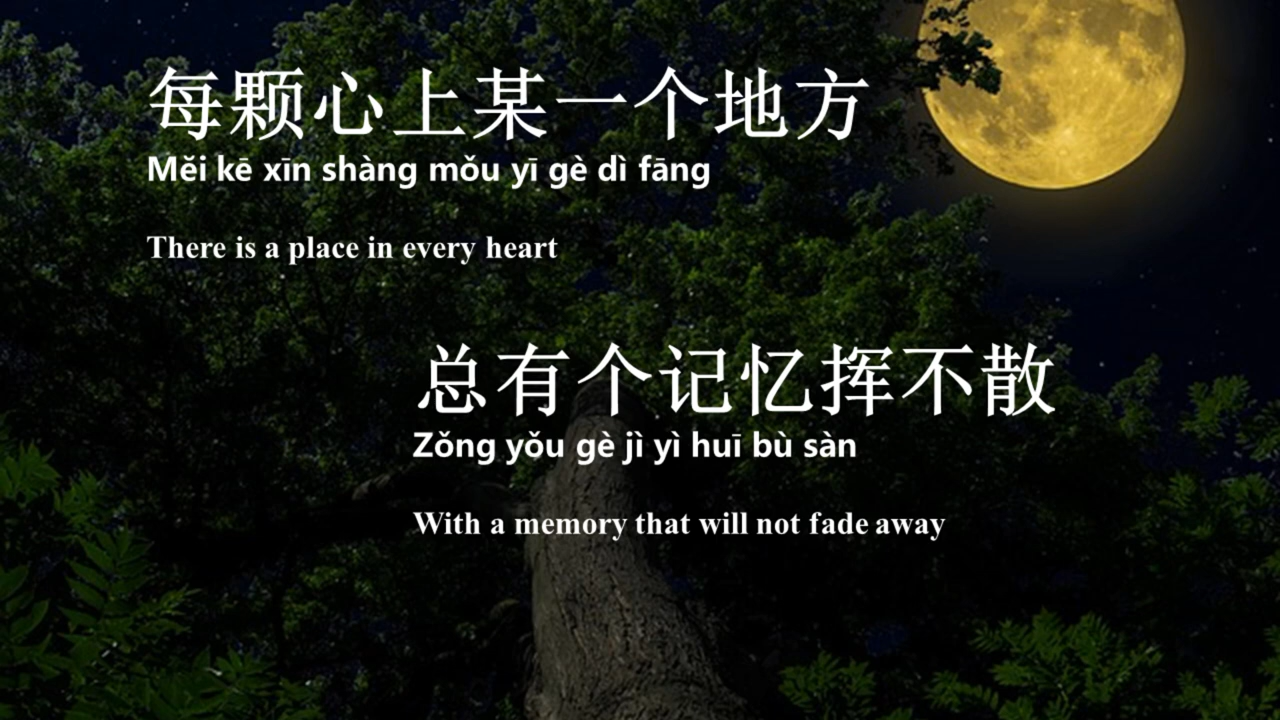 每颗心上某一个地方
Měi kē xīn shàng mǒu yī gè dì fāng
There is a place in every heart
总有个记忆挥不散
Zǒng yǒu gè jì yì huī bù sàn
With a memory that will not fade away